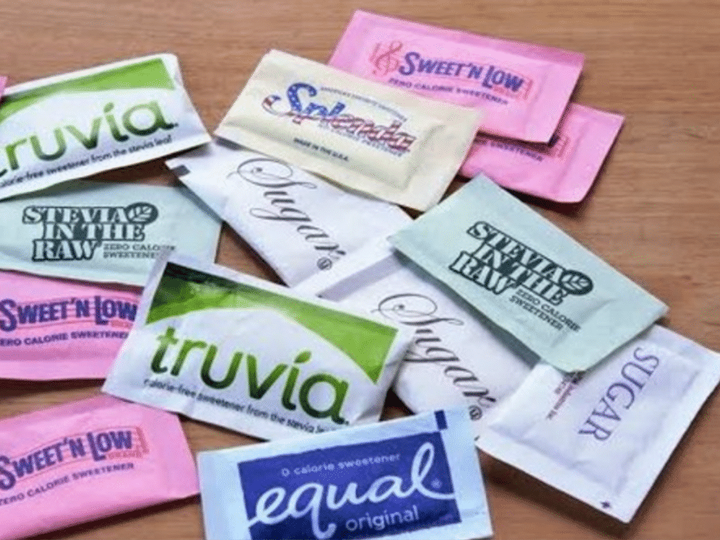 SWEET'N LOW
ZERO CALORIE SWEETENER
truvia
calorie-free sweetener from the stevia leaf
Splenda
MADE IN THE U.S.A.
Sugar
STEVIA
IN THE
RAW
ZERO CALORIE
SWEETENER
STEVIA
IN THE
RAW
ZERO CALORIE
SWEETENER
SWEET'N LOW
ZERO CALORIE SWEETENER
truvia
calorie-free sweetener from the stevia leaf
Sugar
SUGAR
SWEET'N LOW
BRAND
ZERO CALORIE SWEETENER
0 calorie sweetener
equal
original